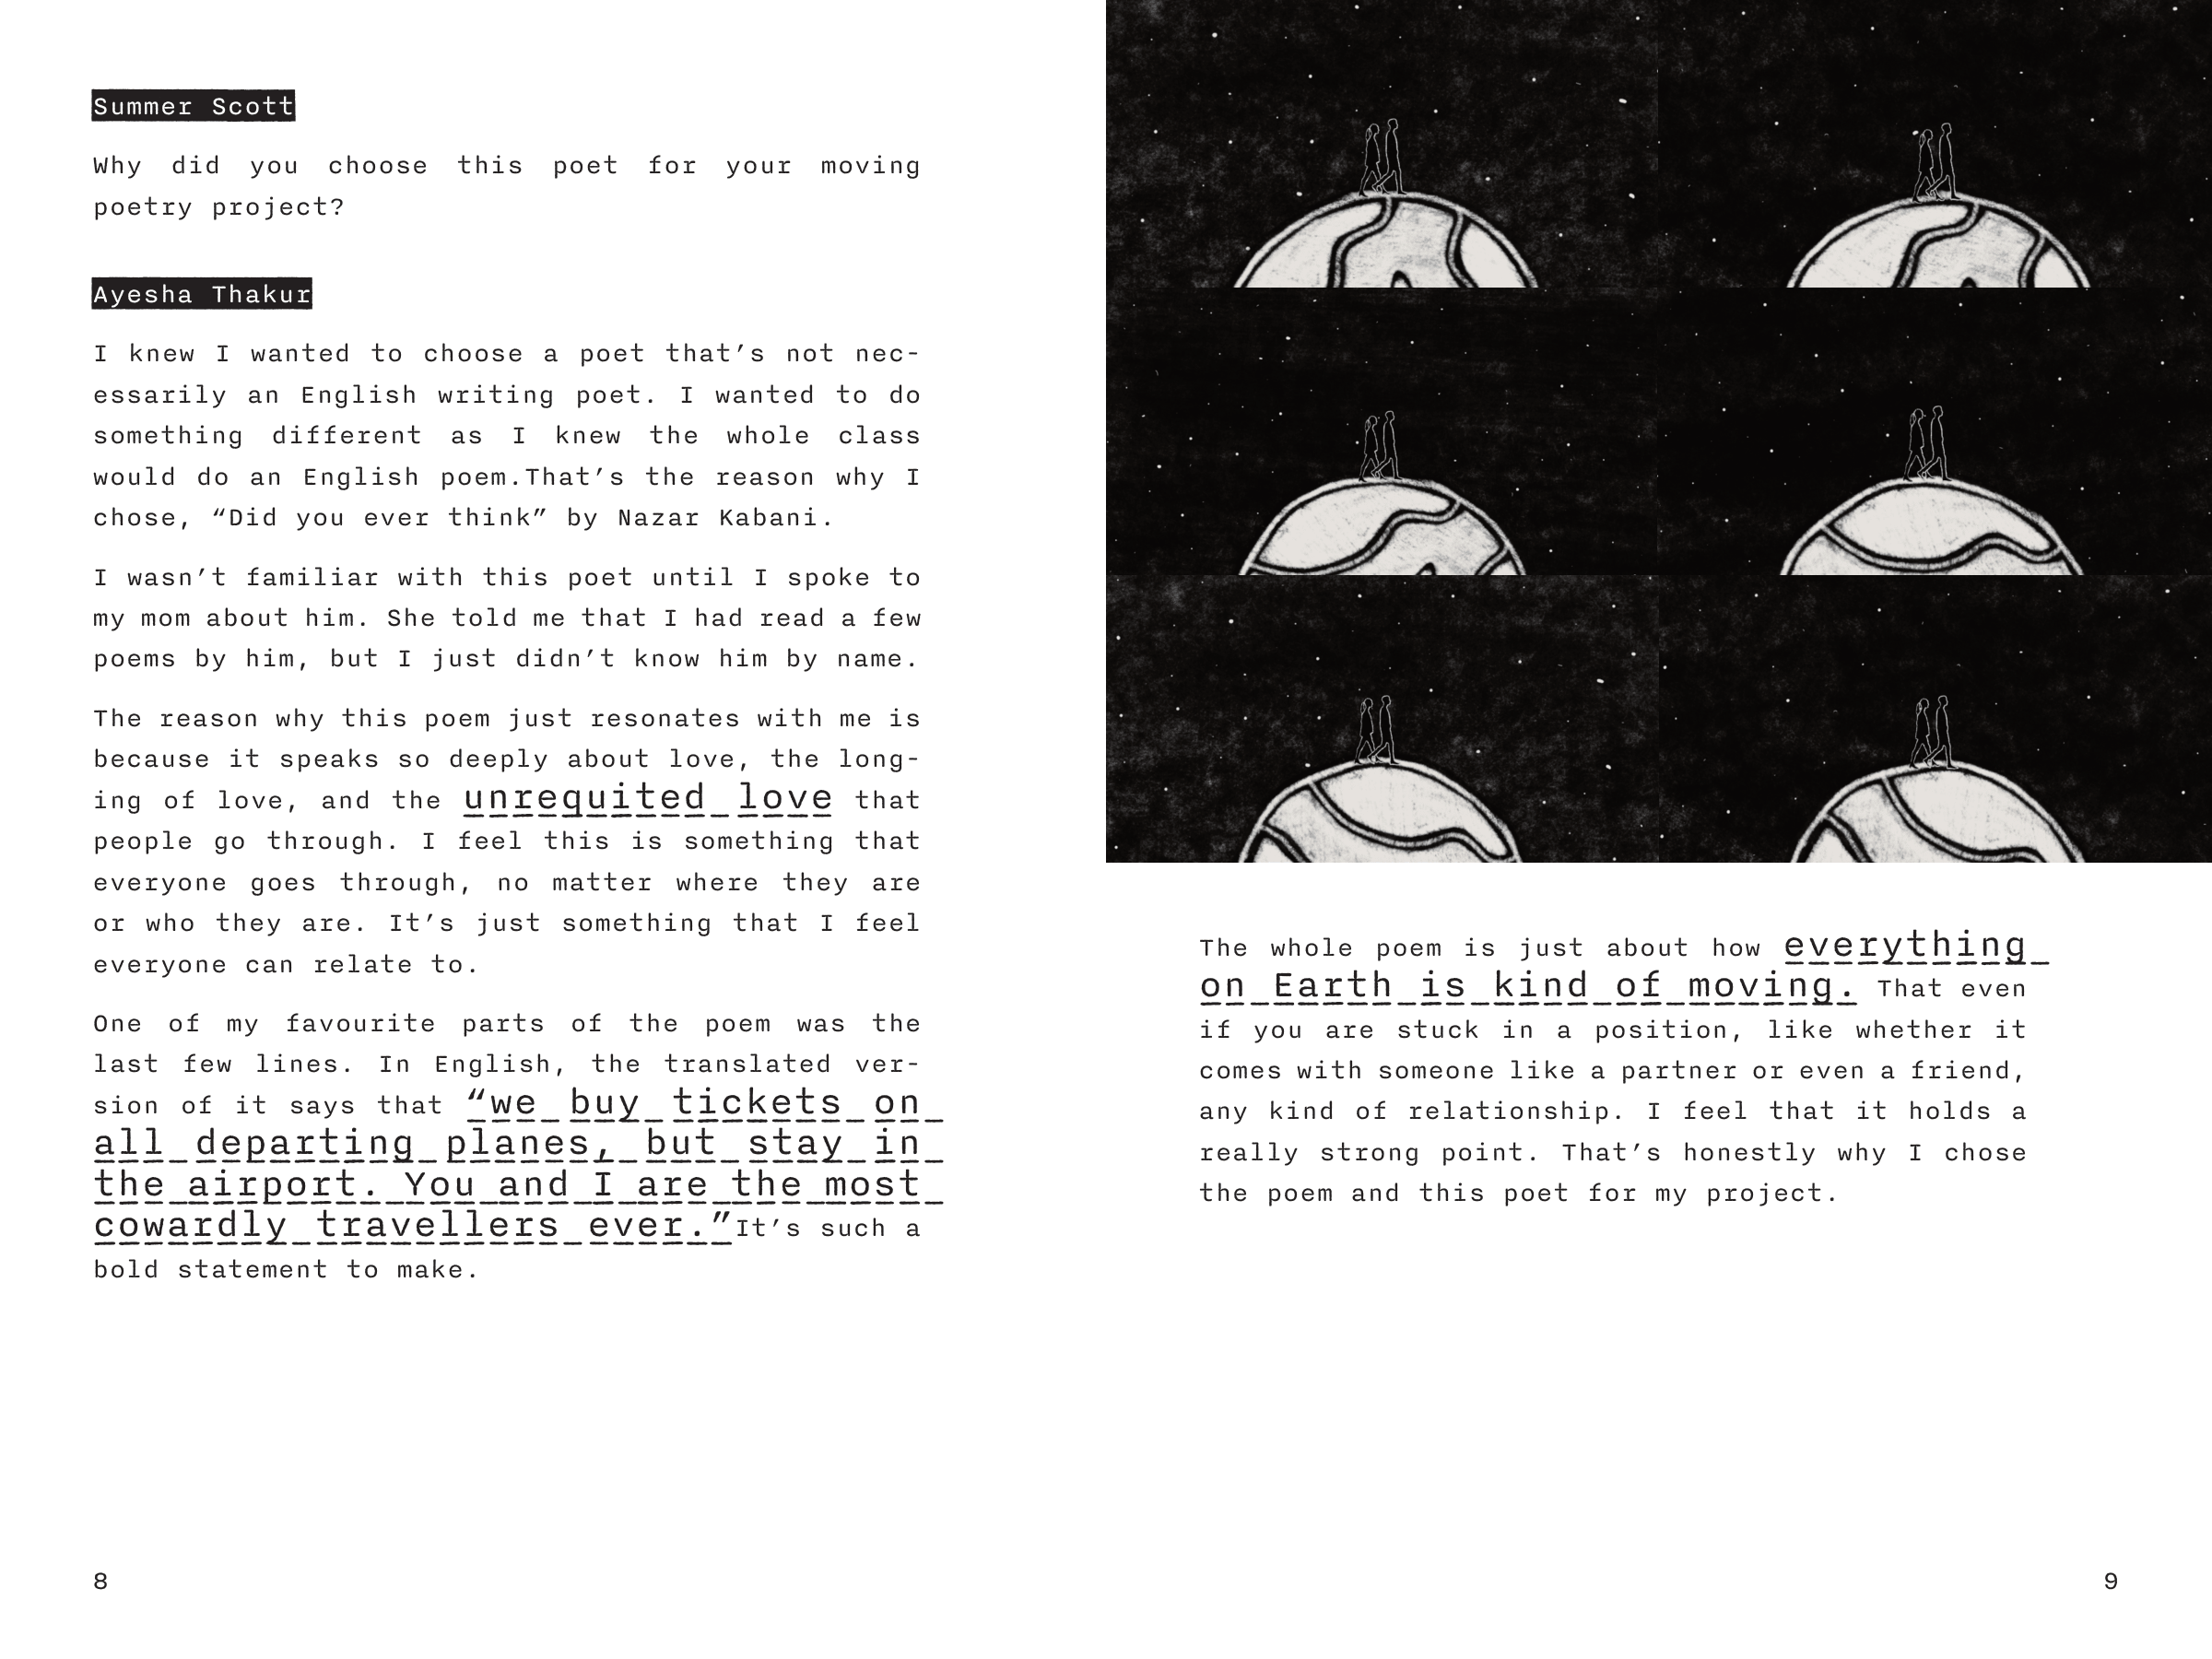 Summer Scott
Why did you choose this poet for your moving
poetry project?
Ayesha Thakur
I knew I wanted to choose a poet that’s not nec-
essarily an English writing poet. I wanted to do
something different as I knew the whole class
would do an English poem.That’s the reason why I
chose, “Did you ever think” by Nazar Kabani.
I wasn’t familiar with this poet until I spoke to
my mom about him. She told me that I had read a few
poems by him, but I just didn’t know him by name.
The reason why this poem just resonates with me is
because it speaks so deeply about love, the long-
ing of love, and the unrequited love that
people go through. I feel this is something that
everyone goes through, no matter where they are
or who they are. It’s just something that I feel
everyone can relate to.
One of my favourite parts of the poem was the
last few lines. In English, the translated ver-
sion of it says that “we buy tickets on
all departing planes, but stay in
the airport. You and I are the most
cowardly travellers ever.”It’s such a
bold statement to make.
8
The whole poem is just about how everything
on Earth is kind of moving. That even
if you are stuck in a position, like whether it
comes with someone like a partner or even a friend,
any kind of relationship. I feel that it holds a
really strong point. That’s honestly why I chose
the poem and this poet for my project.
9